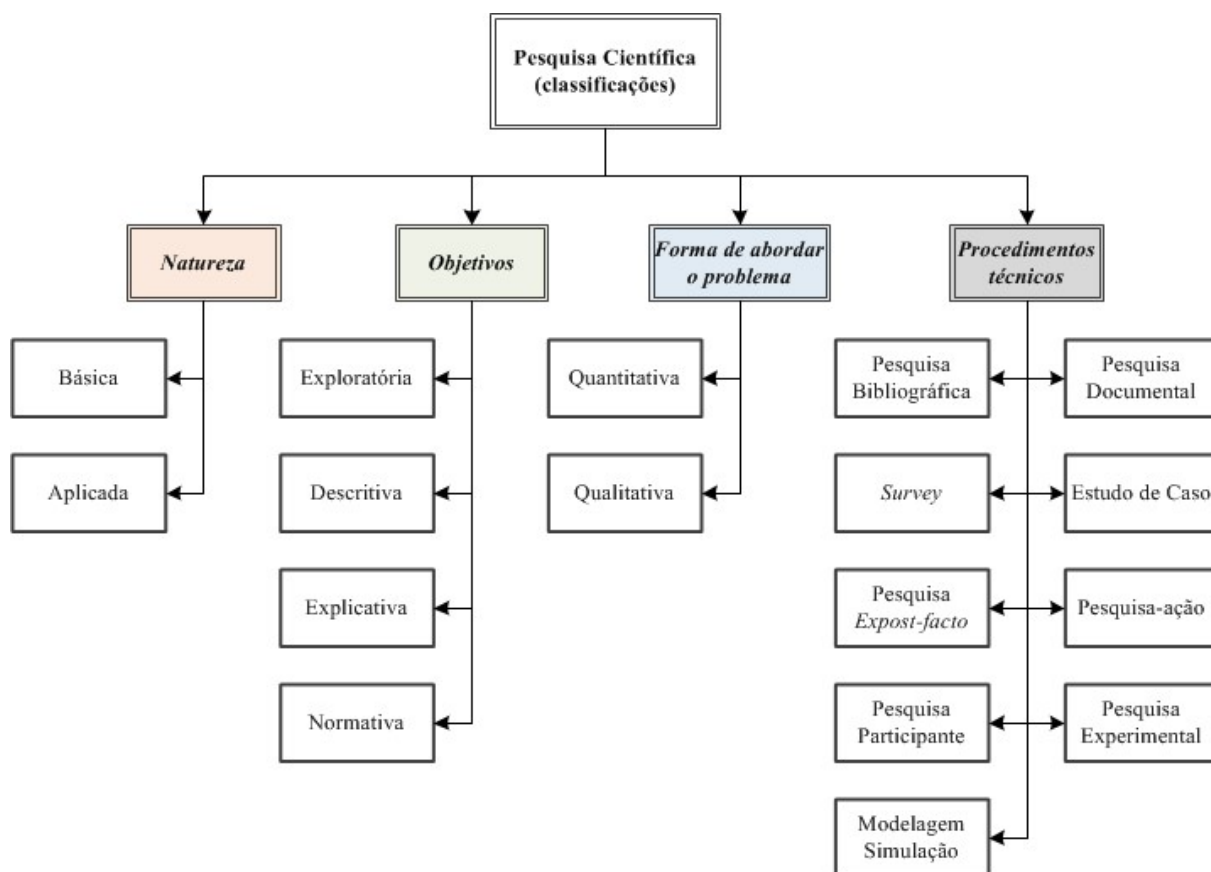 Pesquisa Científica
(classificações)
Natureza
Objetivos
Forma de abordar
o problema
Procedimentos
técnicos
Básica
Aplicada
Exploratória
Descritiva
Explicativa
Normativa
Quantitativa
Qualitativa
Pesquisa
Bibliográfica
Pesquisa
Documental
Survey
Estudo de Caso
Pesquisa
Expost-facto
Pesquisa-ação
Pesquisa
Participante
Pesquisa
Experimental
Modelagem
Simulação